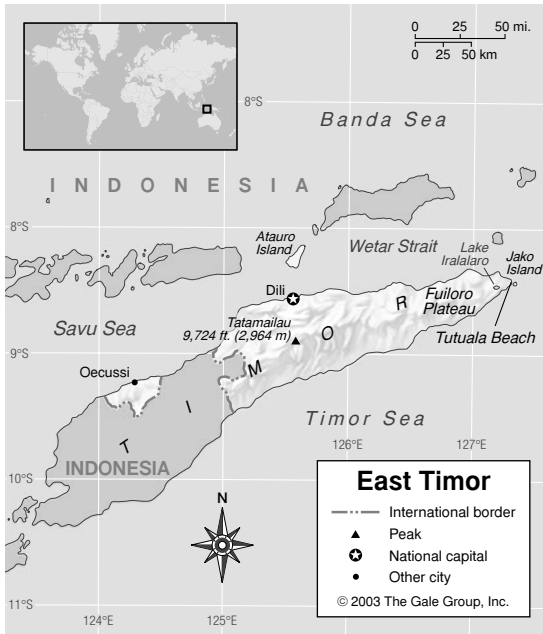 0 25 50 mi.
0 25 50 km
8°S
Banda Sea
INDONESIA
8°S
Atauro
Island
Wetar Strait
Lake
Iralalaro
Jako
Island
Dili
Fuiloro
Plateau
Savu Sea
Tatamailau
9,724 ft. (2,964 m)
Tutuala Beach
9°S
Oecussi
TIMOR
Timor Sea
126°E
127°E
INDONESIA
10°S
N
11°S
124°E
125°E
East Timor
International border
Peak
National capital
Other city
© 2003 The Gale Group, Inc.